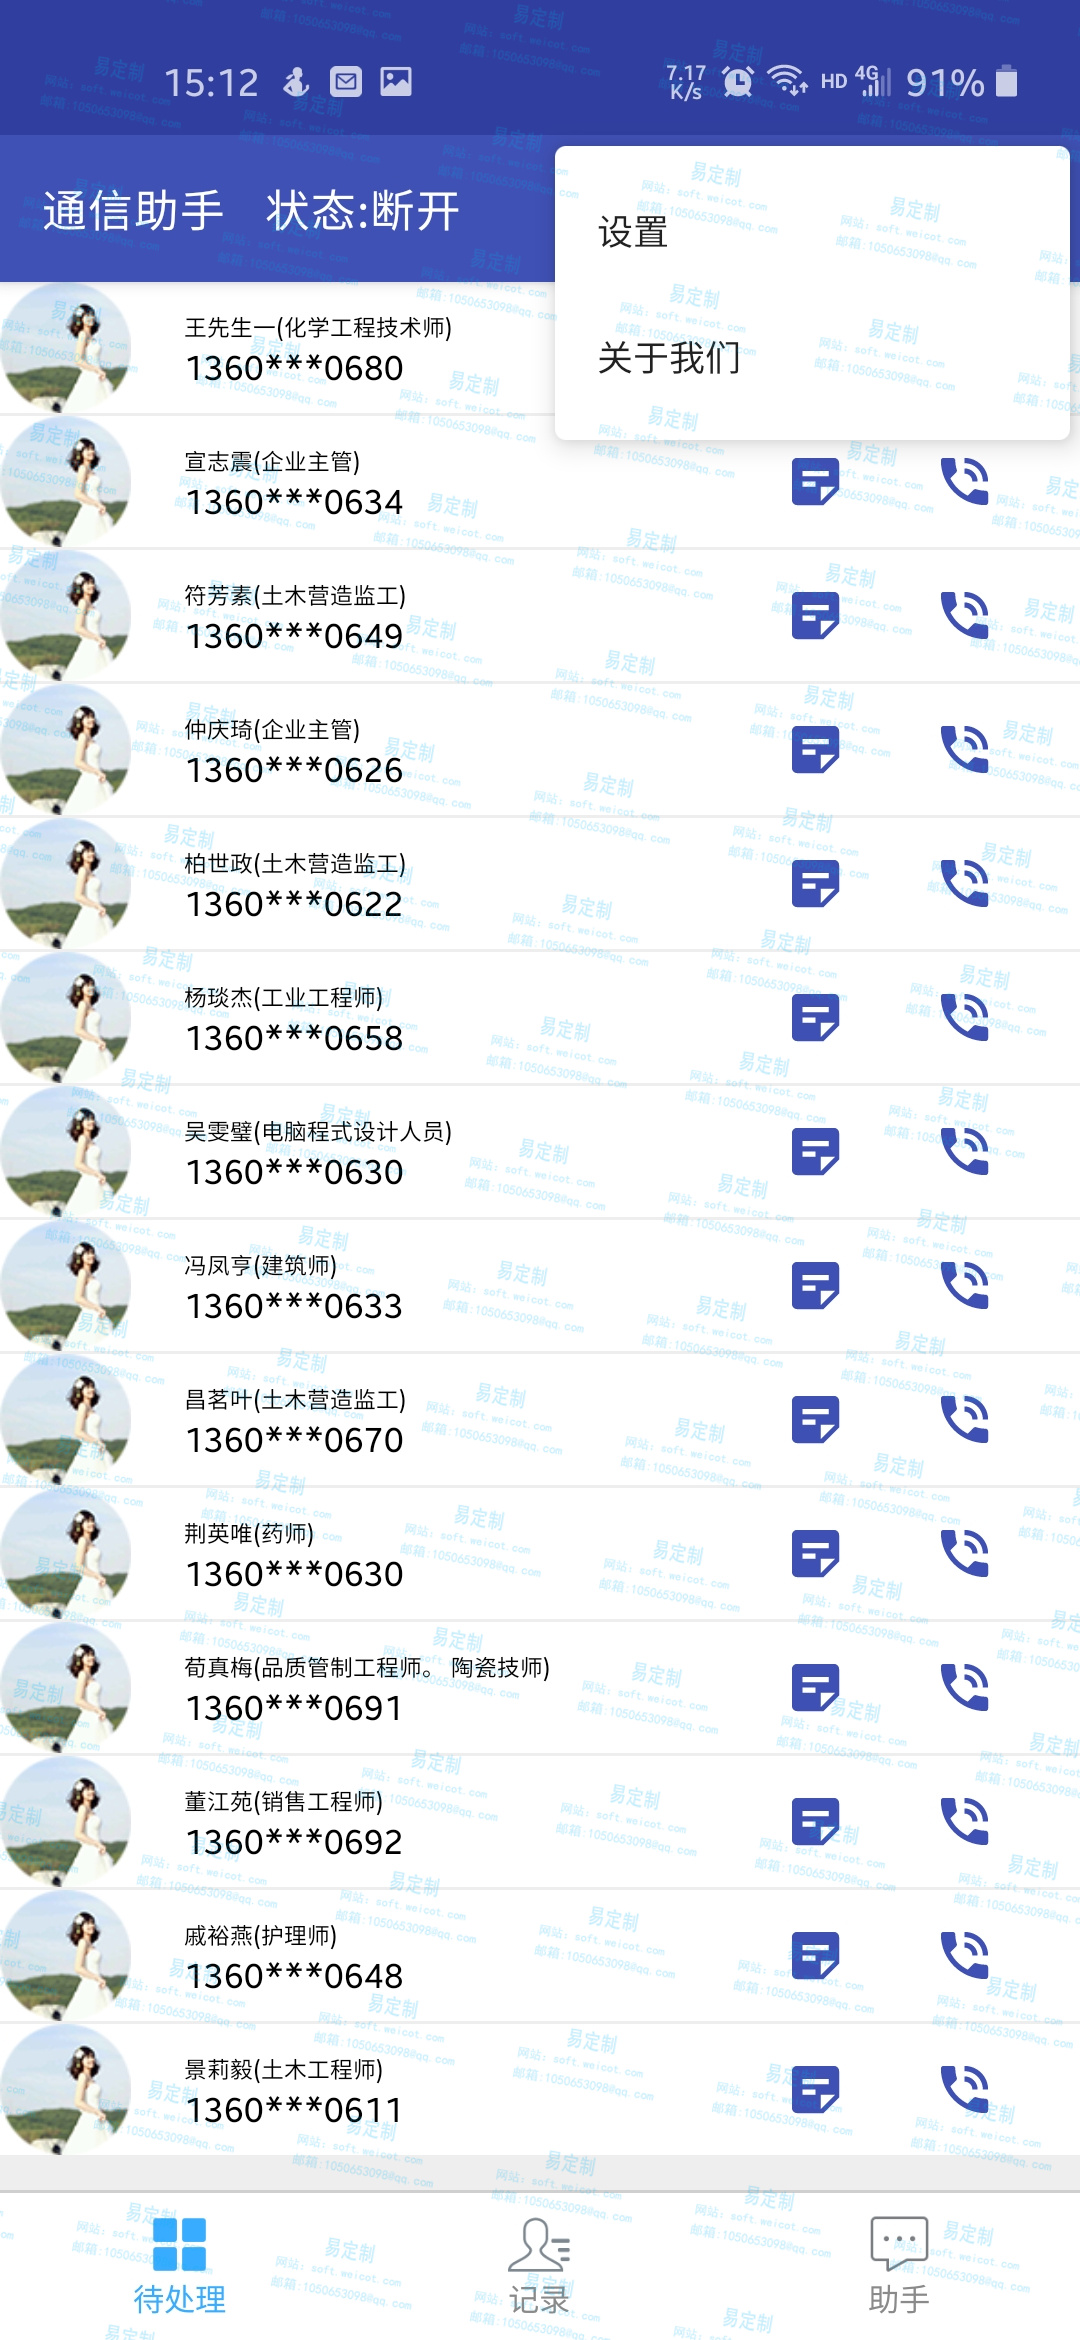 15:12
7.17 K/s
HD 4G 91%
通信助手 状态:断开
设置
关于我们
王先生一(化学工程技术师)
1360***0680
宣志震(企业主管)
1360***0634
符芳素(土木营造监工)
1360***0649
仲庆琦(企业主管)
1360***0626
柏世政(土木营造监工)
1360***0622
杨琰杰(工业工程师)
1360***0658
吴雯璧(电脑程式设计人员)
1360***0630
冯凤亨(建筑师)
1360***0633
昌茗叶(土木营造监工)
1360***0670
荆英唯(药师)
1360***0630
荀真梅(品质管制工程师。 陶瓷技师)
1360***0691
董江苑(销售工程师)
1360***0692
戚裕燕(护理师)
1360***0648
景莉毅(土木工程师)
1360***0611
待处理
记录
助手
易定制
网站: soft.weicot.com
邮箱:1050653098@qq.com